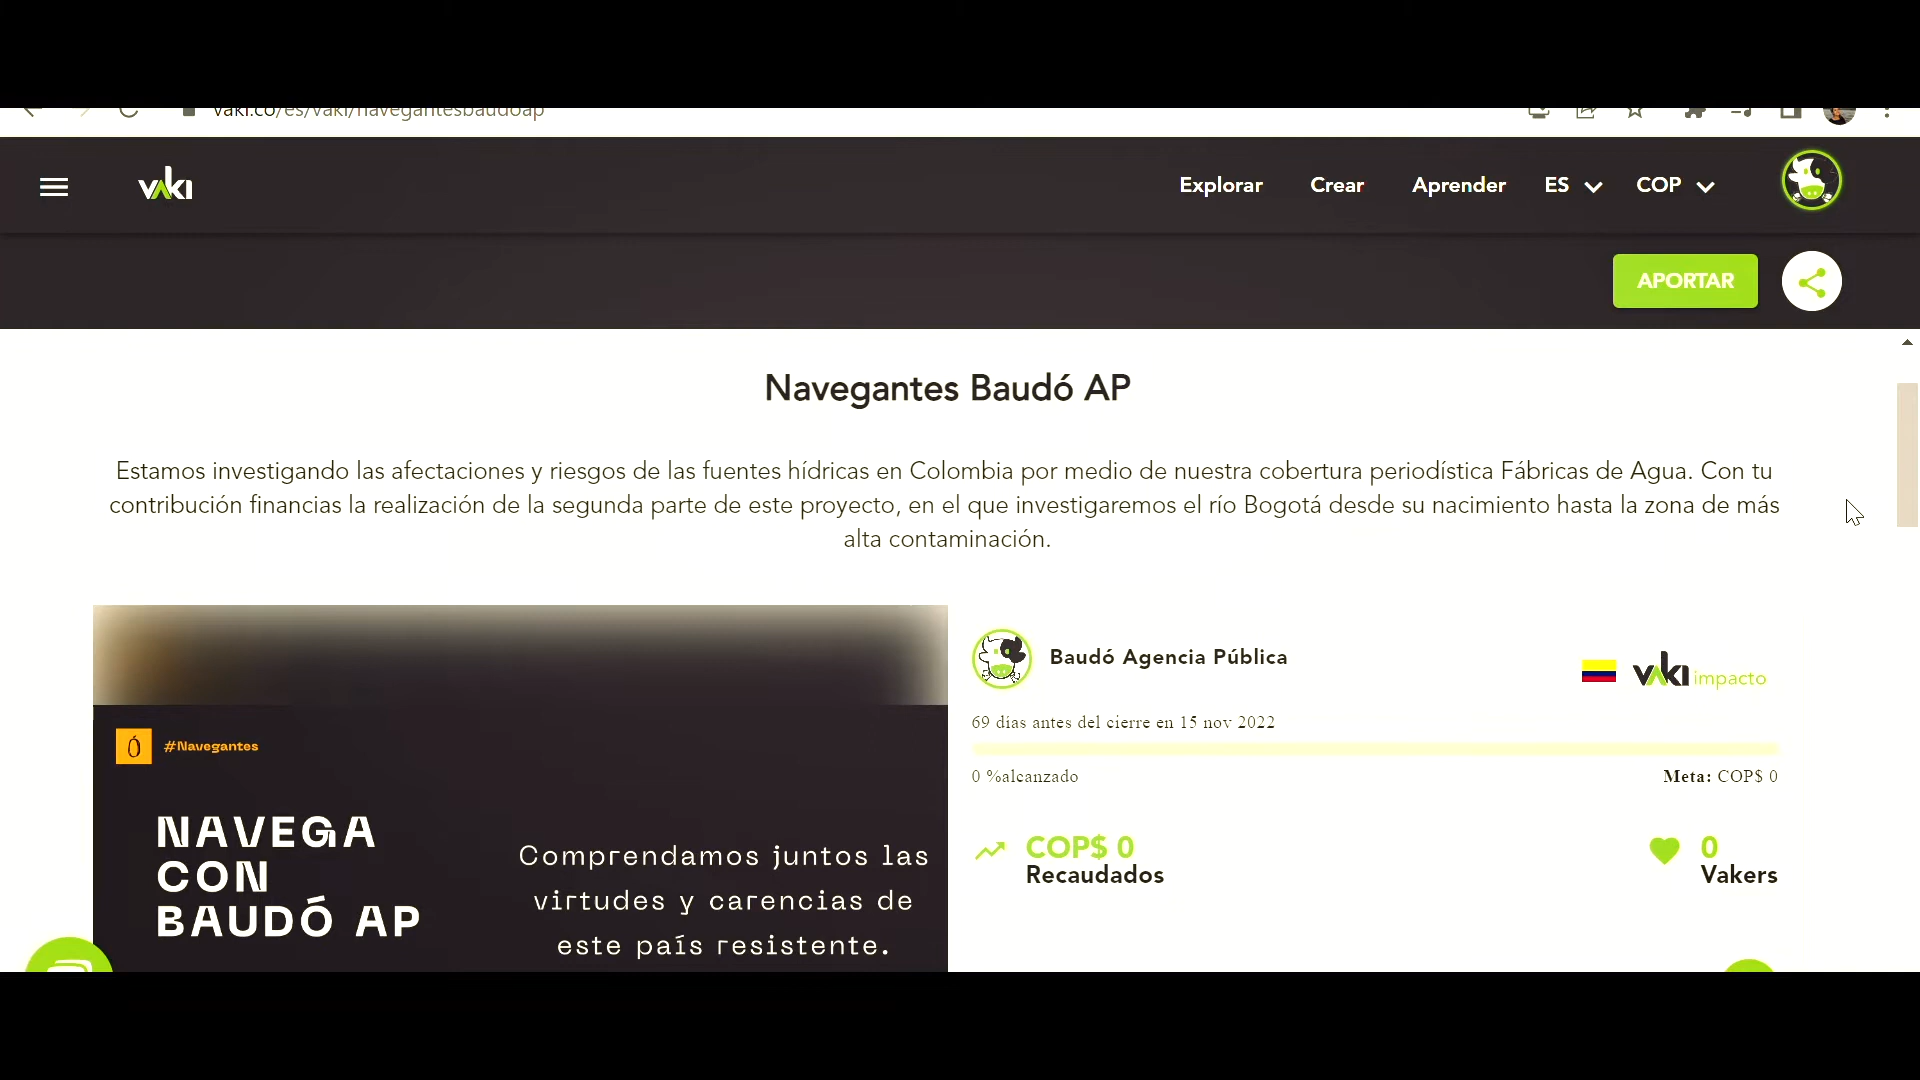 vaki.co/es/vaki/navegantesbaudoap
vaki
Explorar
Crear
Aprender
ES
COP
APORTAR
Navegantes Baudó AP
Estamos investigando las afectaciones y riesgos de las fuentes hídricas en Colombia por medio de nuestra cobertura periodística Fábricas de Agua. Con tu
contribución financias la realización de la segunda parte de este proyecto, en el que investigaremos el río Bogotá desde su nacimiento hasta la zona de más
alta contaminación.
Baudó Agencia Pública
vaki impacto
69 días antes del cierre en 15 nov 2022
0 %alcanzado
Meta: COP$ 0
COP$ 0
Recaudados
0
Vakers
Ó
#Navegantes
NAVEGA
CON
BAUDÓ AP
Comprendamos juntos las
virtudes y carencias de
este país resistente.